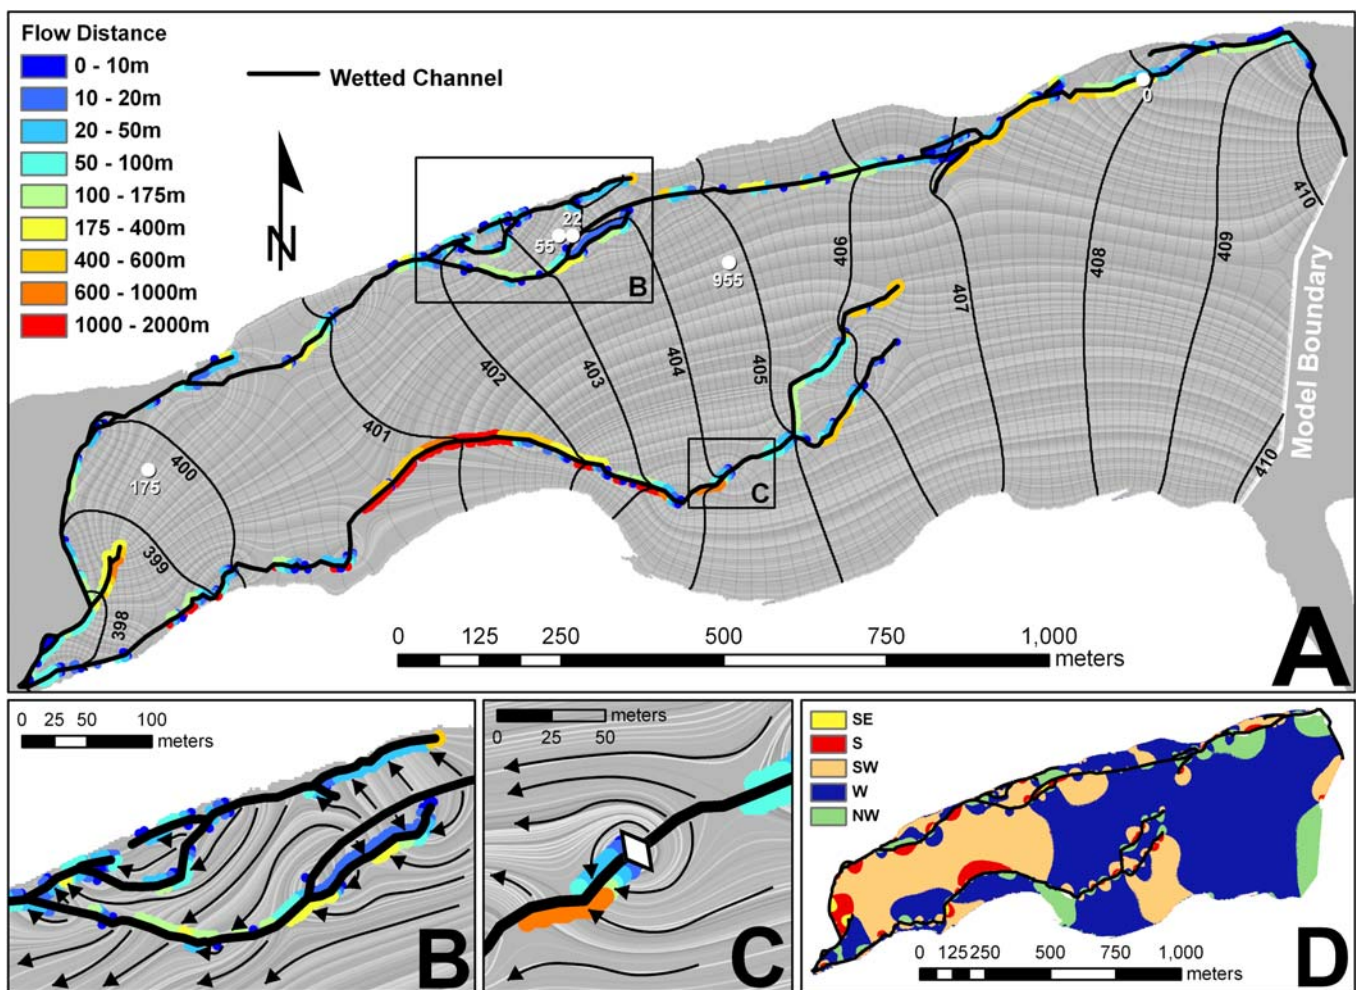 Flow Distance
0 - 10m
10 - 20m
20 - 50m
50 - 100m
100 - 175m
175 - 400m
400 - 600m
600 - 1000m
1000 - 2000m
Wetted Channel
N
0
22
55
B
955
406
407
408
409
410
410
405
404
403
402
401
400
399
398
175
C
Model Boundary
0 125 250 500 750 1,000
meters
A
0 25 50 100
meters
B
meters
0 25 50
C
SE
S
SW
W
NW
0 125 250 500 750 1,000
meters
D